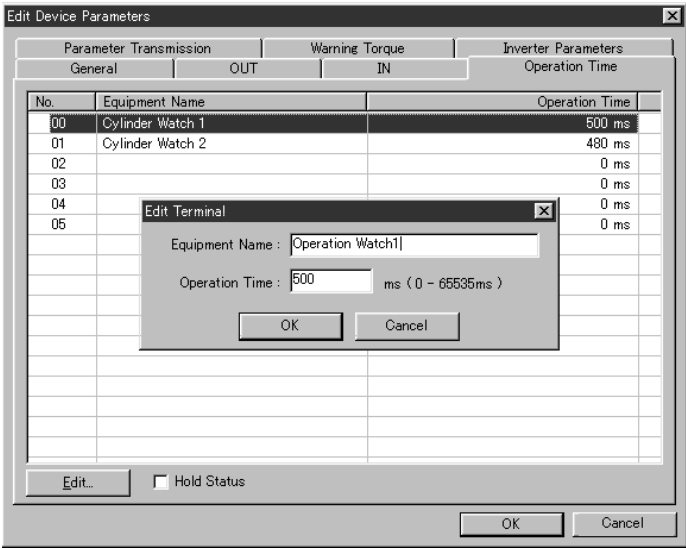 Edit Device Parameters
Parameter Transmission Warning Torque Inverter Parameters
General OUT IN Operation Time
No. Equipment Name Operation Time
00 Cylinder Watch 1 500 ms
01 Cylinder Watch 2 480 ms
02 0 ms
03 0 ms
04 0 ms
05 0 ms
Edit Terminal
Equipment Name : Operation Watch1
Operation Time : 500 ms ( 0 - 65535ms )
OK Cancel
Edit... Hold Status
OK Cancel